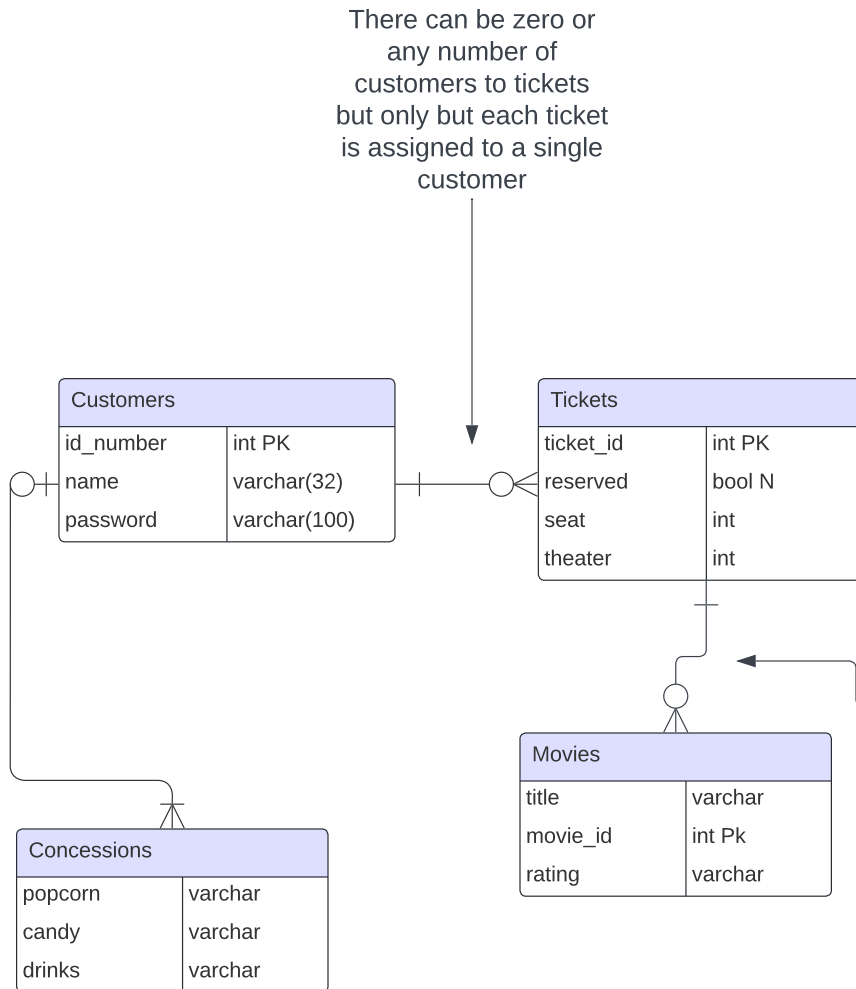 There can be zero or
any number of
customers to tickets
but only but each ticket
is assigned to a single
customer
Customers
id_number int PK
name varchar(32)
password varchar(100)
Tickets
ticket_id int PK
reserved bool N
seat int
theater int
Movies
title varchar
movie_id int Pk
rating varchar
Concessions
popcorn varchar
candy varchar
drinks varchar